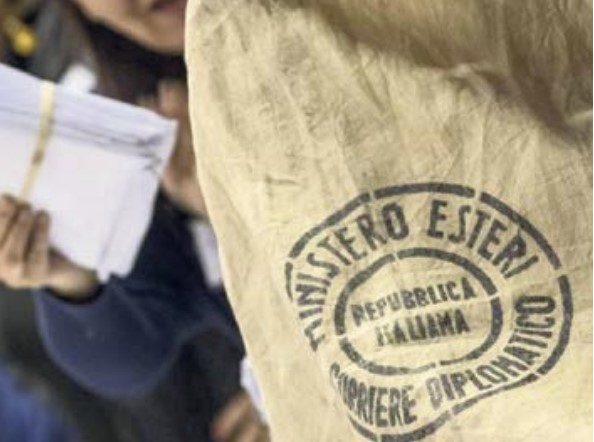 MINISTERO ESTERI
REPUBBLICA
ITALIANA
CORRIERE DIPLOMATICO